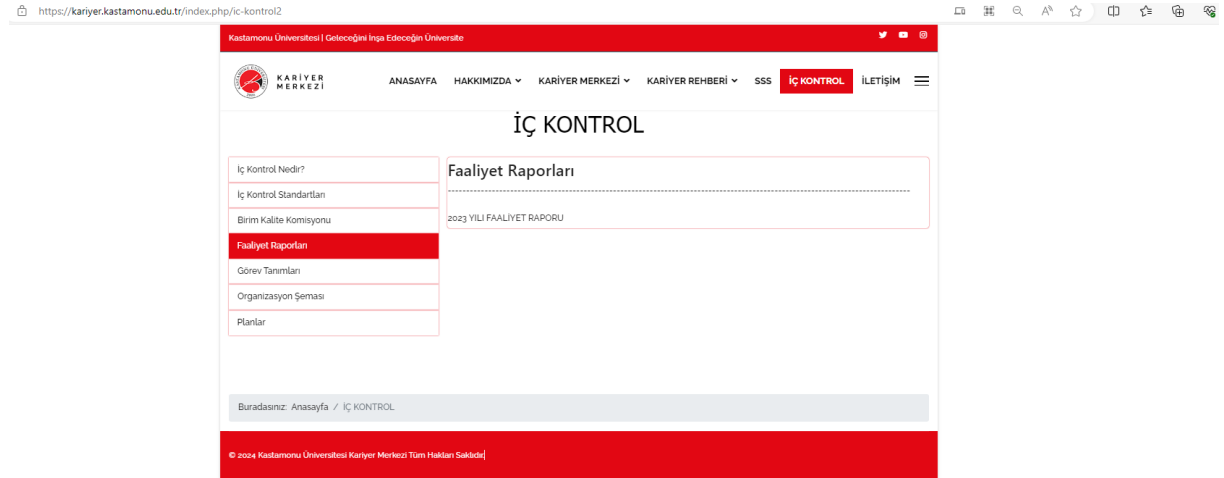 https://kariyer.kastamonu.edu.tr/index.php/ic-kontrol2
Kastamonu Üniversitesi | Geleceğini İnşa Edeceğin Üniversite
KARİYER
MERKEZİ
ANASAYFA HAKKIMIZDA KARİYER MERKEZİ KARİYER REHBERİ SSS İÇ KONTROL İLETİŞİM
İÇ KONTROL
İç Kontrol Nedir?
İç Kontrol Standartları
Birim Kalite Komisyonu
Faaliyet Raporları
Görev Tanımları
Organizasyon Şeması
Planlar
Faaliyet Raporları
2023 YILI FAALİYET RAPORU
Buradasınız: Anasayfa / İÇ KONTROL
© 2024 Kastamonu Üniversitesi Kariyer Merkezi Tüm Hakları Saklıdır|